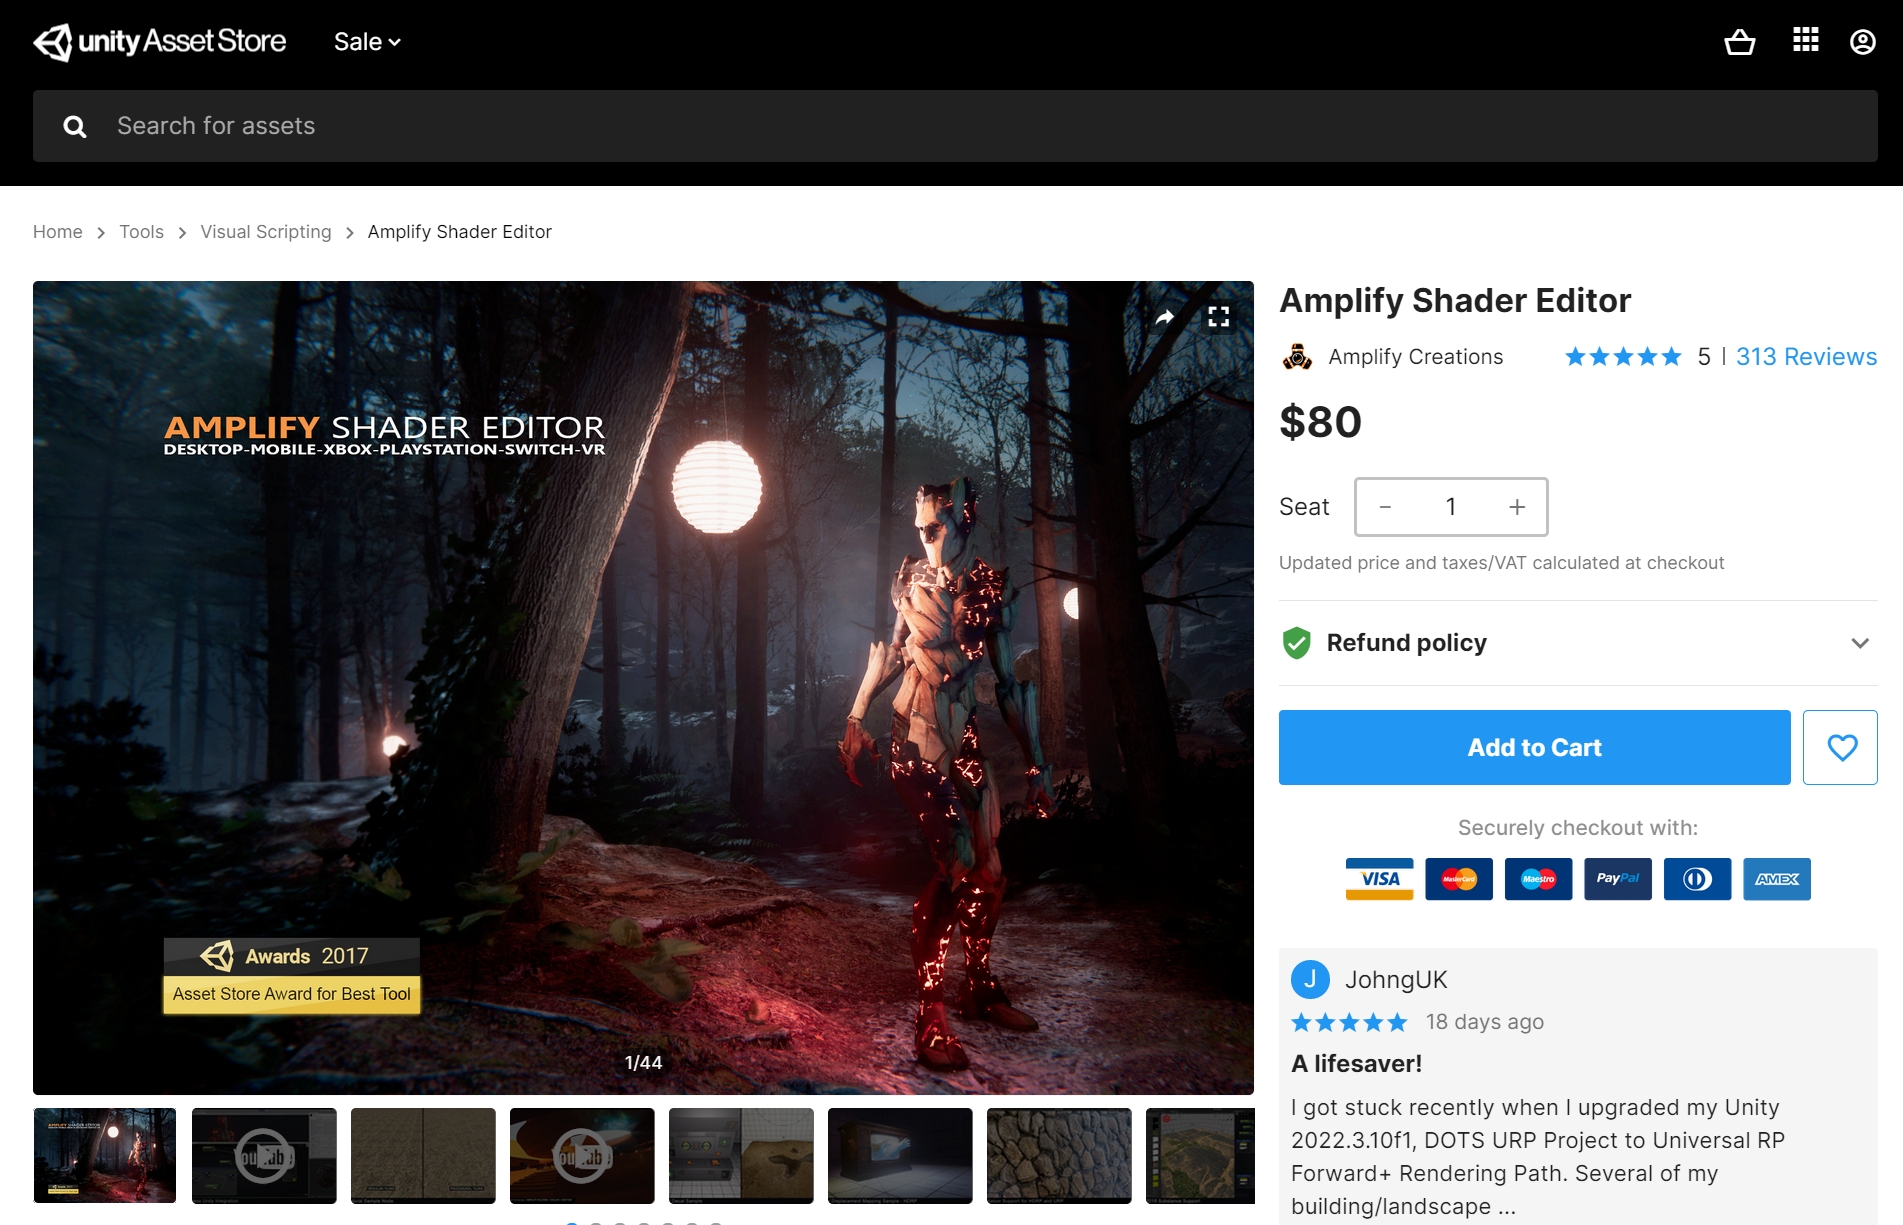 unity Asset Store
Sale
Search for assets
Home > Tools > Visual Scripting > Amplify Shader Editor
AMPLIFY SHADER EDITOR
DESKTOP-MOBILE-XBOX-PLAYSTATION-SWITCH-VR
Awards 2017
Asset Store Award for Best Tool
1/44
Amplify Shader Editor
Amplify Creations 5 | 313 Reviews
$80
Seat - 1 +
Updated price and taxes/VAT calculated at checkout
Refund policy
Add to Cart
Securely checkout with:
VISA MasterCard Maestro PayPal AMEX
J JohngUK
18 days ago
A lifesaver!
I got stuck recently when I upgraded my Unity
2022.3.10f1, DOTS URP Project to Universal RP
Forward+ Rendering Path. Several of my
building/landscape ...